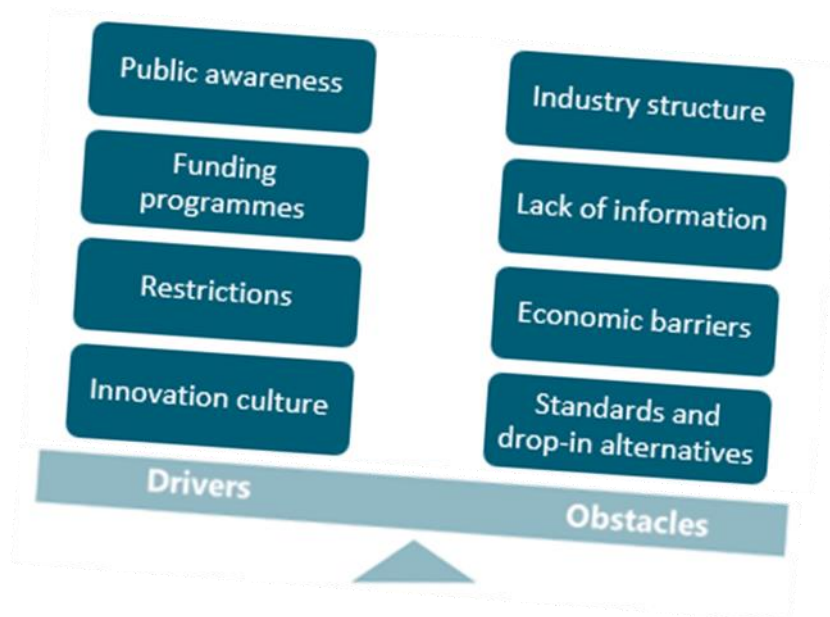 Public awareness
Funding
programmes
Restrictions
Innovation culture
Drivers
Industry structure
Lack of information
Economic barriers
Standards and
drop-in alternatives
Obstacles